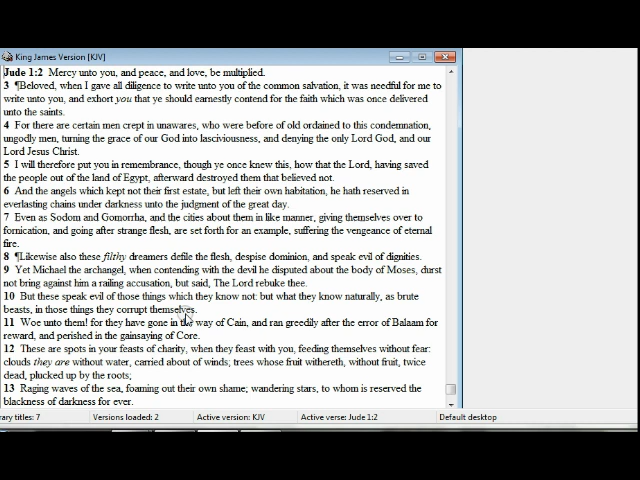 King James Version [KJV]
Jude 1:2 Mercy unto you, and peace, and love, be multiplied.
3 ¶Beloved, when I gave all diligence to write unto you of the common salvation, it was needful for me to
write unto you, and exhort you that ye should earnestly contend for the faith which was once delivered
unto the saints.
4 For there are certain men crept in unawares, who were before of old ordained to this condemnation,
ungodly men, turning the grace of our God into lasciviousness, and denying the only Lord God, and our
Lord Jesus Christ.
5 I will therefore put you in remembrance, though ye once knew this, how that the Lord, having saved
the people out of the land of Egypt, afterward destroyed them that believed not.
6 And the angels which kept not their first estate, but left their own habitation, he hath reserved in
everlasting chains under darkness unto the judgment of the great day.
7 Even as Sodom and Gomorrha, and the cities about them in like manner, giving themselves over to
fornication, and going after strange flesh, are set forth for an example, suffering the vengeance of eternal
fire.
8 ¶Likewise also these filthy dreamers defile the flesh, despise dominion, and speak evil of dignities.
9 Yet Michael the archangel, when contending with the devil he disputed about the body of Moses, durst
not bring against him a railing accusation, but said, The Lord rebuke thee.
10 But these speak evil of those things which they know not: but what they know naturally, as brute
beasts, in those things they corrupt themselves.
11 Woe unto them! for they have gone in the way of Cain, and ran greedily after the error of Balaam for
reward, and perished in the gainsaying of Core.
12 These are spots in your feasts of charity, when they feast with you, feeding themselves without fear:
clouds they are without water, carried about of winds; trees whose fruit withereth, without fruit, twice
dead, plucked up by the roots;
13 Raging waves of the sea, foaming out their own shame; wandering stars, to whom is reserved the
blackness of darkness for ever.
rary titles: 7 Versions loaded: 2 Active version: KJV Active verse: Jude 1:2 Default desktop